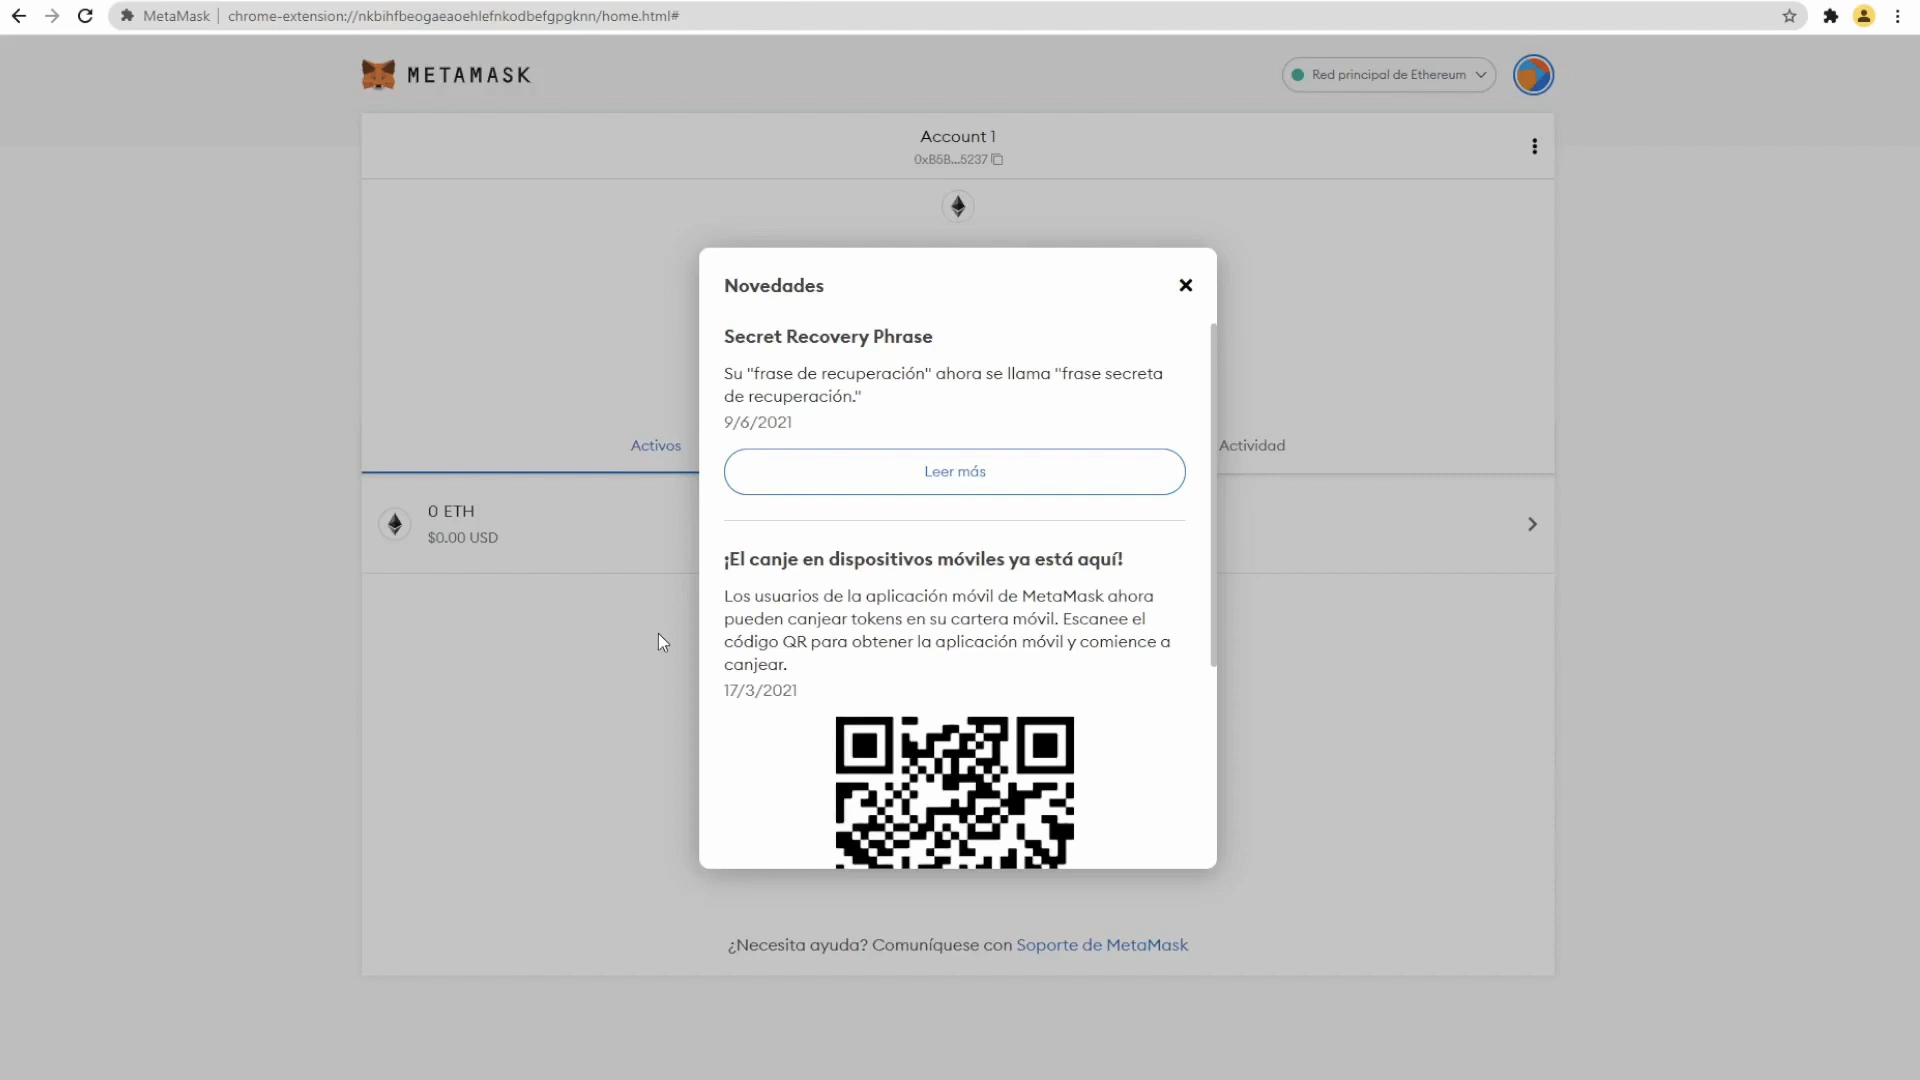 MetaMask
chrome-extension://nkbihfbeogaeaoehlefnkodbefgpgknn/home.html#
METAMASK
Red principal de Ethereum
Account 1
0xB5B...5237
Novedades
Secret Recovery Phrase
Su "frase de recuperación" ahora se llama "frase secreta
de recuperación."
9/6/2021
Activos
Actividad
Leer más
0 ETH
$0.00 USD
¡El canje en dispositivos móviles ya está aquí!
Los usuarios de la aplicación móvil de MetaMask ahora
pueden canjear tokens en su cartera móvil. Escanee el
código QR para obtener la aplicación móvil y comience a
canjear.
17/3/2021
¿Necesita ayuda? Comuníquese con Soporte de MetaMask